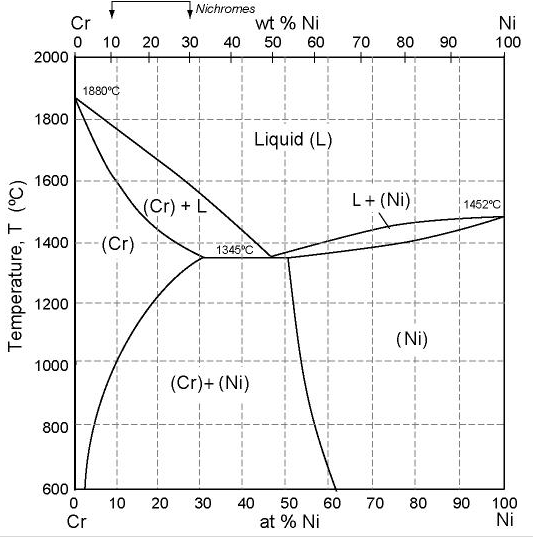 Nichromes
Cr wt % Ni Ni
0 10 20 30 40 50 60 70 80 90 100
2000
1880ºC
1800
Liquid (L)
1600
L + (Ni)
1452ºC
(Cr) + L
(Cr)
1345ºC
1400
1200
(Ni)
1000
(Cr)+ (Ni)
800
600
Temperature, T (ºC)
0 10 20 30 40 50 60 70 80 90 100
Cr at % Ni Ni